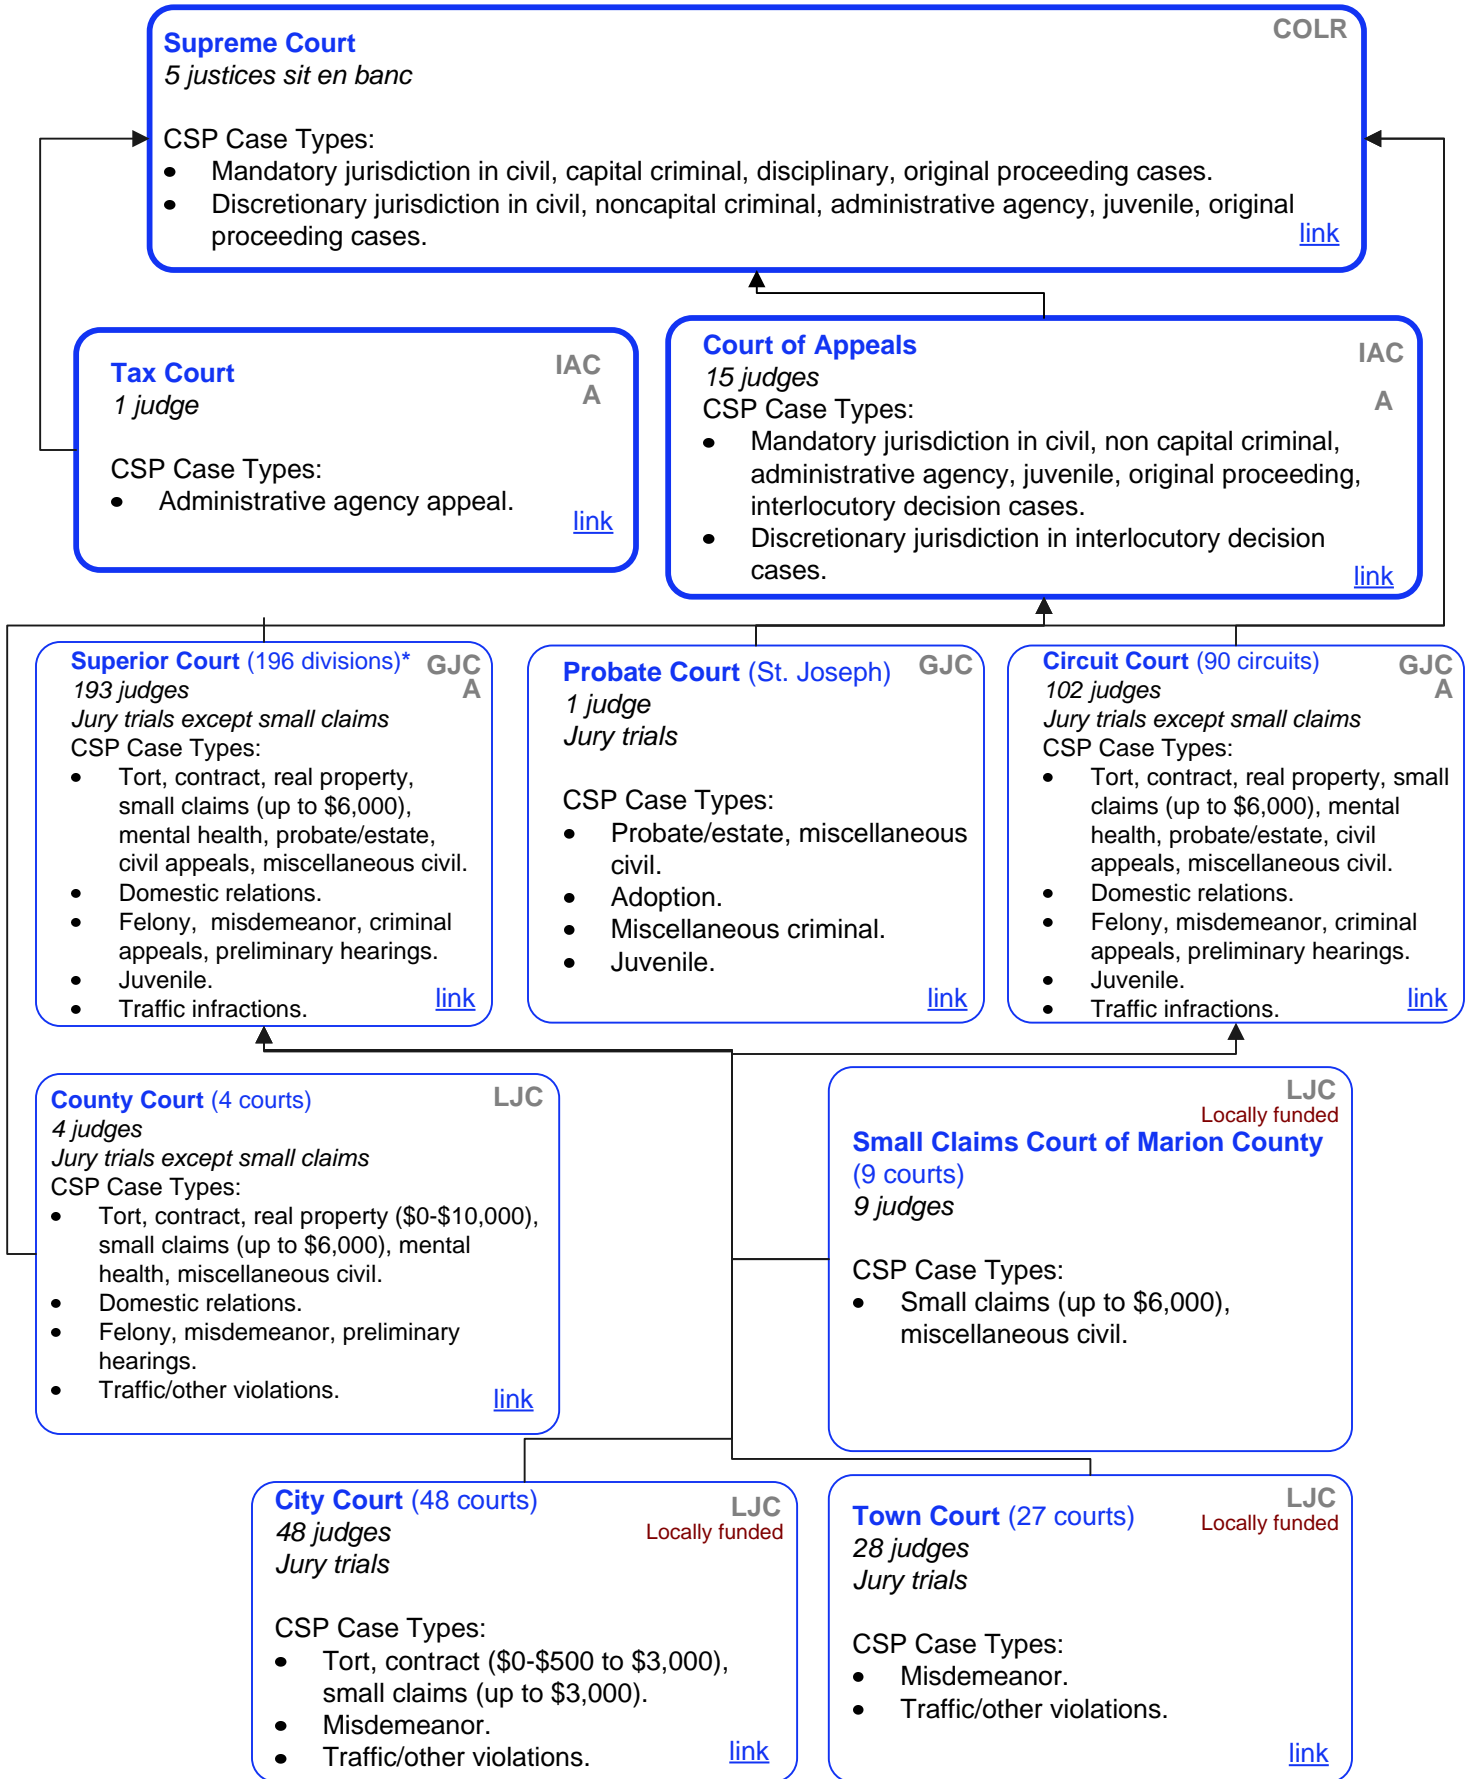 COLR
Supreme Court
5 justices sit en banc
CSP Case Types:
• Mandatory jurisdiction in civil, capital criminal, disciplinary, original proceeding cases.
• Discretionary jurisdiction in civil, noncapital criminal, administrative agency, juvenile, original
proceeding cases.
link
Tax Court
IAC
1 judge
A
CSP Case Types:
• Administrative agency appeal.
link
Court of Appeals
IAC
15 judges
A
CSP Case Types:
• Mandatory jurisdiction in civil, non capital criminal,
administrative agency, juvenile, original proceeding,
interlocutory decision cases.
• Discretionary jurisdiction in interlocutory decision
cases.
link
Superior Court (196 divisions)*
GJC
193 judges
A
Jury trials except small claims
CSP Case Types:
• Tort, contract, real property,
small claims (up to $6,000),
mental health, probate/estate,
civil appeals, miscellaneous civil.
• Domestic relations.
• Felony, misdemeanor, criminal
appeals, preliminary hearings.
• Juvenile.
• Traffic infractions.
link
Probate Court (St. Joseph)
GJC
1 judge
Jury trials
CSP Case Types:
• Probate/estate, miscellaneous
civil.
• Adoption.
• Miscellaneous criminal.
• Juvenile.
link
Circuit Court (90 circuits)
GJC
102 judges
A
Jury trials except small claims
CSP Case Types:
• Tort, contract, real property, small
claims (up to $6,000), mental
health, probate/estate, civil
appeals, miscellaneous civil.
• Domestic relations.
• Felony, misdemeanor, criminal
appeals, preliminary hearings.
• Juvenile.
• Traffic infractions.
link
County Court (4 courts)
LJC
4 judges
Jury trials except small claims
CSP Case Types:
• Tort, contract, real property ($0-$10,000),
small claims (up to $6,000), mental
health, miscellaneous civil.
• Domestic relations.
• Felony, misdemeanor, preliminary
hearings.
• Traffic/other violations.
link
LJC
Locally funded
Small Claims Court of Marion County
(9 courts)
9 judges
CSP Case Types:
• Small claims (up to $6,000),
miscellaneous civil.
City Court (48 courts)
LJC
48 judges
Locally funded
Jury trials
CSP Case Types:
• Tort, contract ($0-$500 to $3,000),
small claims (up to $3,000).
• Misdemeanor.
• Traffic/other violations.
link
LJC
Town Court (27 courts)
Locally funded
28 judges
Jury trials
CSP Case Types:
• Misdemeanor.
• Traffic/other violations.
link